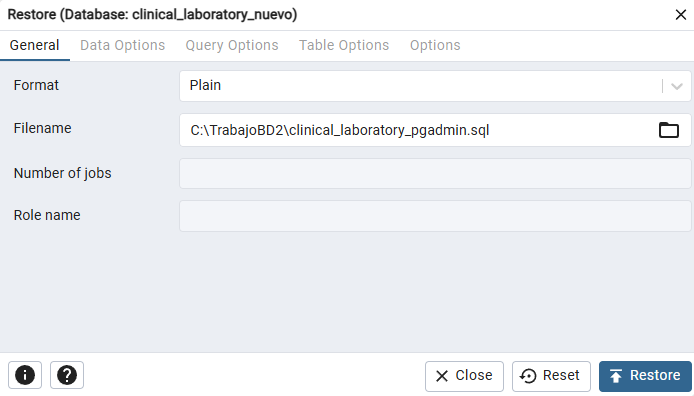 Restore (Database: clinical_laboratory_nuevo)
General Data Options Query Options Table Options Options
Format Plain
Filename C:\TrabajoBD2\clinical_laboratory_pgadmin.sql
Number of jobs
Role name
Close Reset Restore